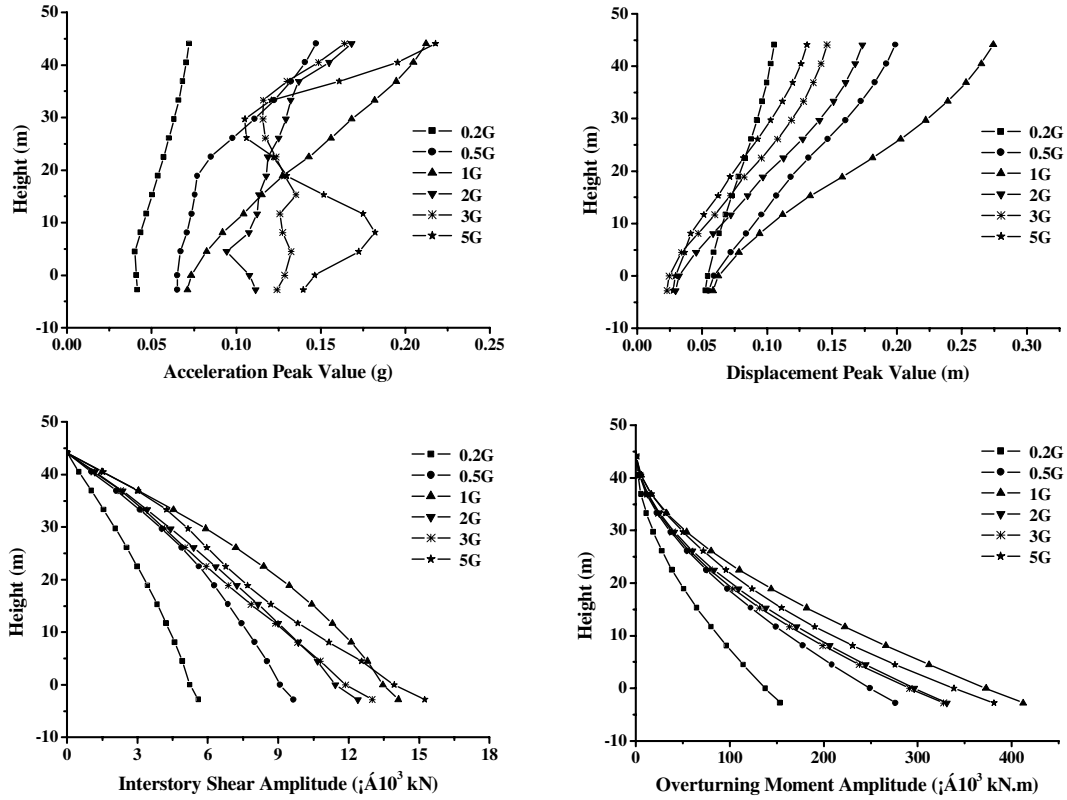 50
40
30
20
10
0
-10
Height (m)
0.00 0.05 0.10 0.15 0.20 0.25
Acceleration Peak Value (g)
0.2G
0.5G
1G
2G
3G
5G
50
40
30
20
10
0
-10
Height (m)
0.00 0.05 0.10 0.15 0.20 0.25 0.30
Displacement Peak Value (m)
0.2G
0.5G
1G
2G
3G
5G
50
40
30
20
10
0
-10
Height (m)
0 3 6 9 12 15 18
Interstory Shear Amplitude (¡Á10³ kN)
0.2G
0.5G
1G
2G
3G
5G
50
40
30
20
10
0
-10
Height (m)
0 100 200 300 400
Overturning Moment Amplitude (¡Á10³ kN.m)
0.2G
0.5G
1G
2G
3G
5G